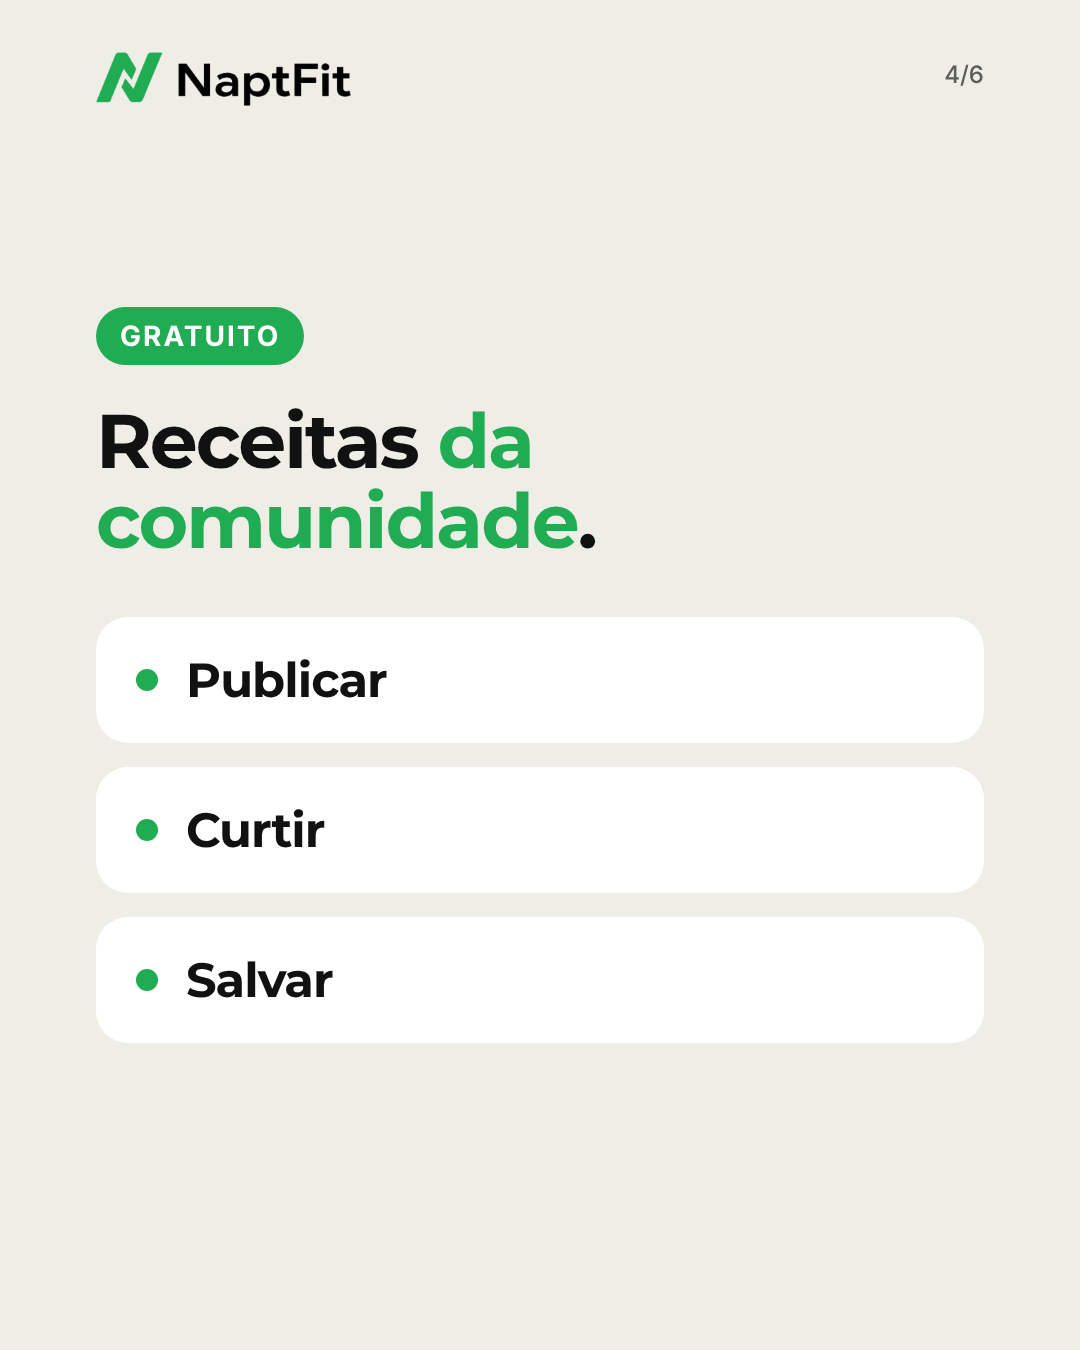 NaptFit
4/6
GRATUITO
Receitas da
comunidade.
Publicar
Curtir
Salvar